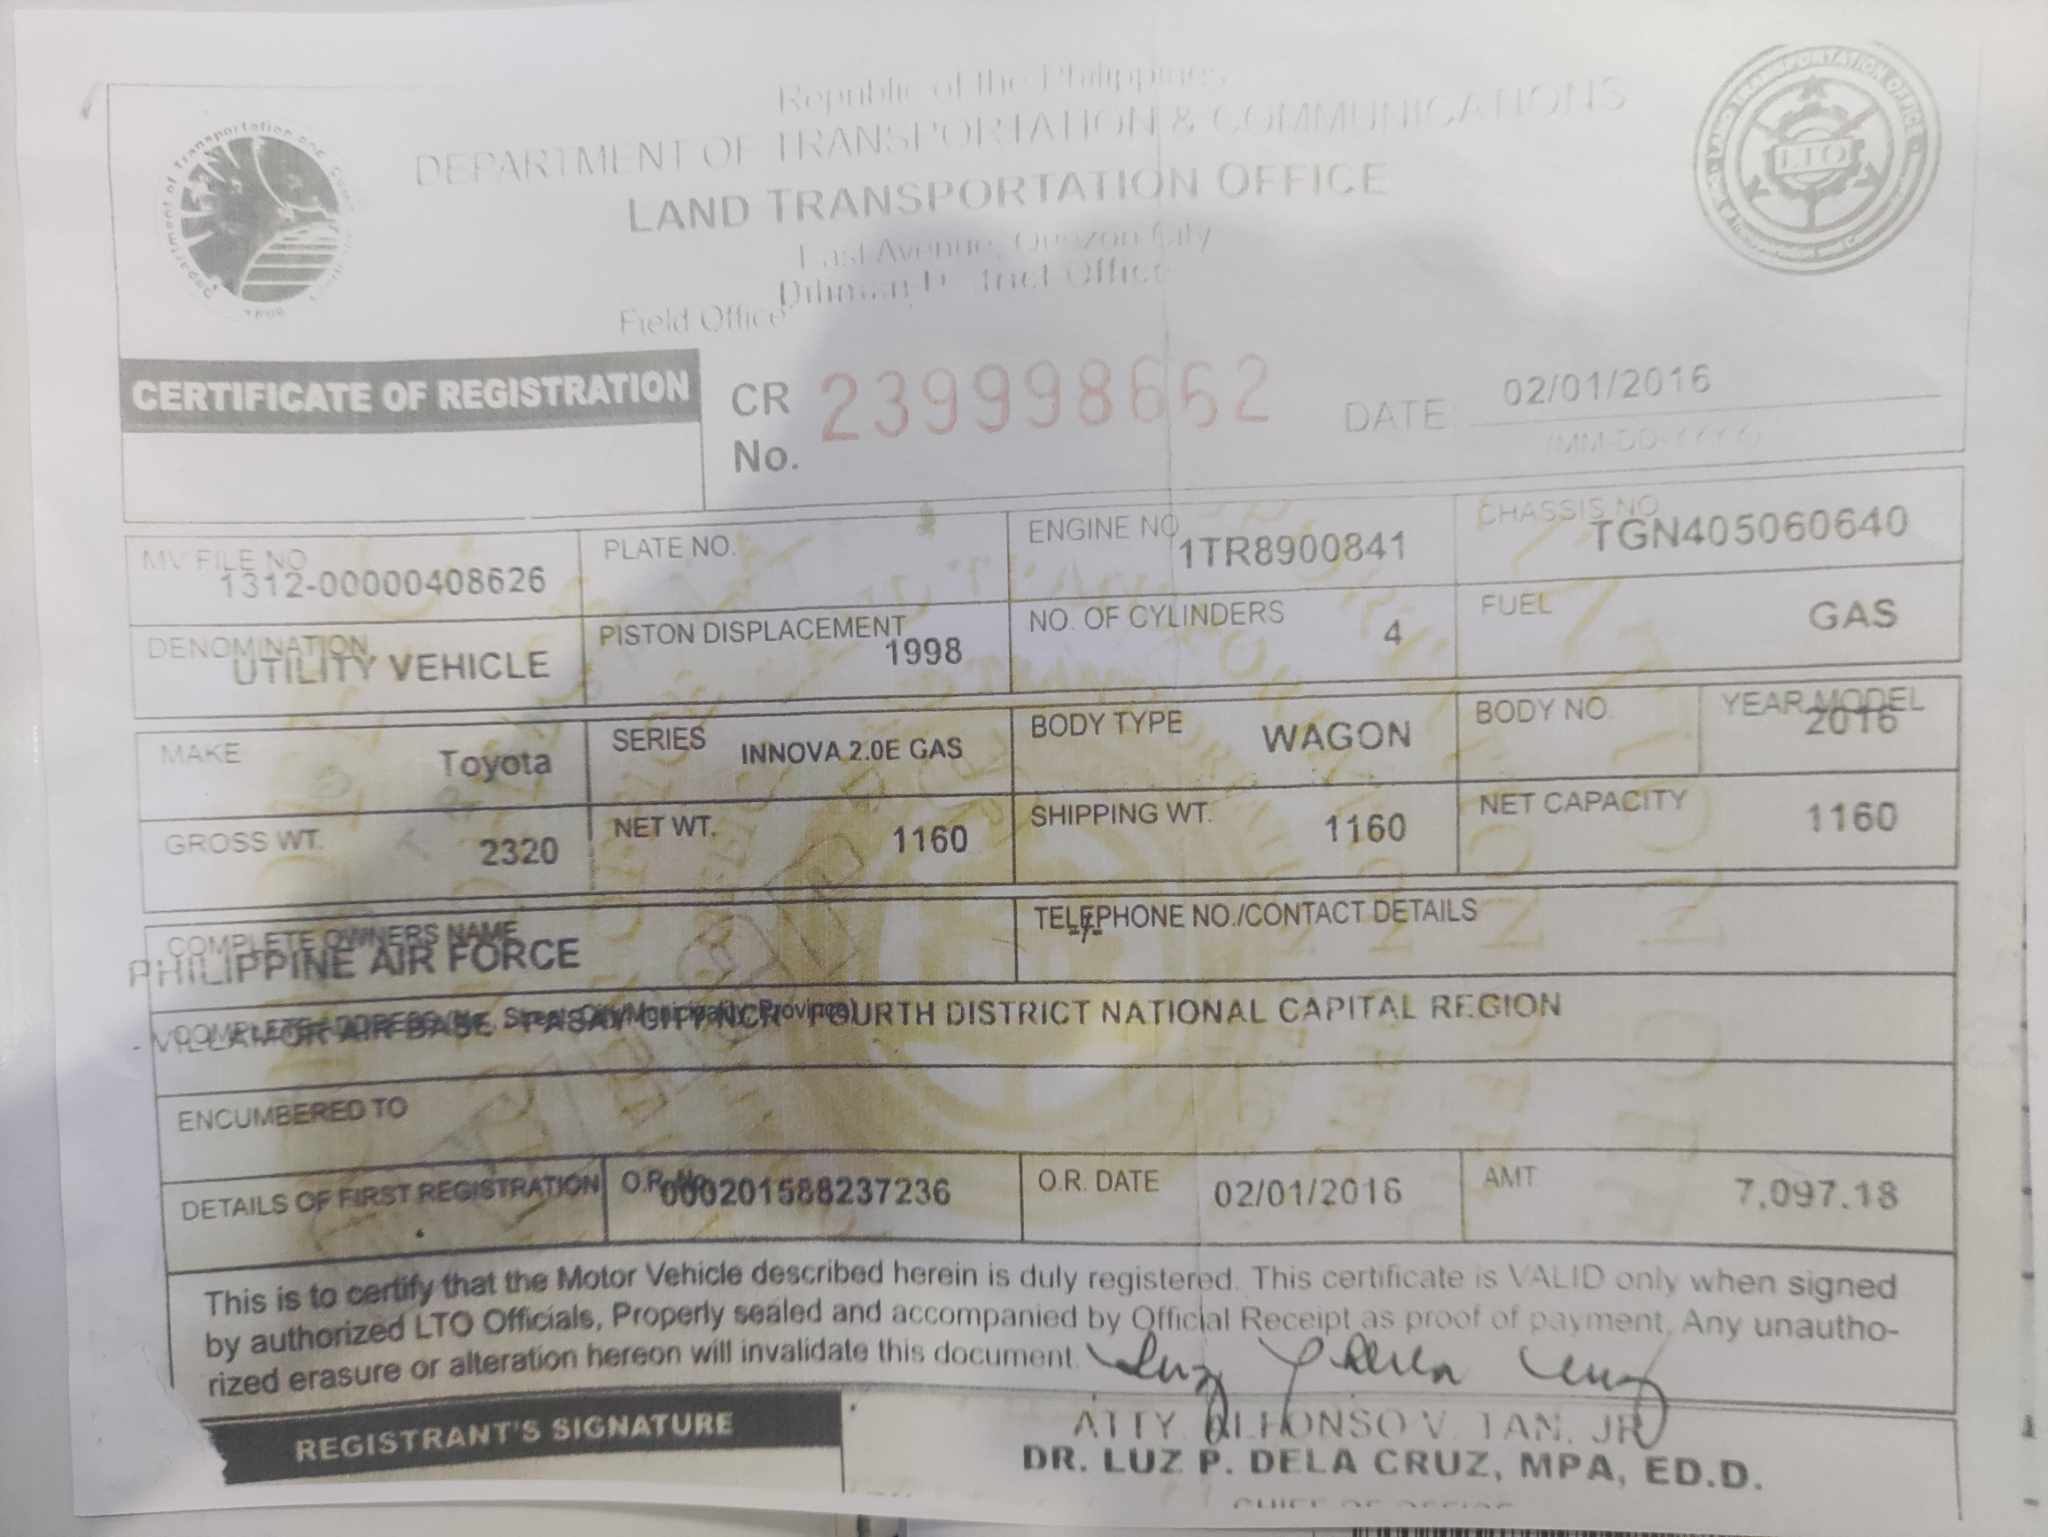 Republic of the Philippines
DEPARTMENT OF TRANSPORTATION & COMMUNICATIONS
LAND TRANSPORTATION OFFICE
East Avenue, Quezon City
Diliman District Office
Field Office
LTO
CERTIFICATE OF REGISTRATION
CR No. 239998652
DATE 02/01/2016
(MM-DD-YYYY)
MV FILE NO 1312-00000408626
PLATE NO.
ENGINE NO 1TR8900841
CHASSIS NO TGN405060640
DENOMINATION UTILITY VEHICLE
PISTON DISPLACEMENT 1998
NO. OF CYLINDERS 4
FUEL GAS
MAKE Toyota
SERIES INNOVA 2.0E GAS
BODY TYPE WAGON
BODY NO.
YEAR MODEL 2016
GROSS WT. 2320
NET WT. 1160
SHIPPING WT. 1160
NET CAPACITY 1160
COMPLETE OWNERS NAME
PHILIPPINE AIR FORCE
TELEPHONE NO./CONTACT DETAILS
-/-
COMPLETE ADDRESS (No., Street, City/Municipality, Province)
VILLAMOR AIR BASE PASAY CITY NCR FOURTH DISTRICT NATIONAL CAPITAL REGION
ENCUMBERED TO
DETAILS OF FIRST REGISTRATION
O.R. No. 000201588237236
O.R. DATE 02/01/2016
AMT 7,097.18
This is to certify that the Motor Vehicle described herein is duly registered. This certificate is VALID only when signed
by authorized LTO Officials, Properly sealed and accompanied by Official Receipt as proof of payment. Any unautho-
rized erasure or alteration hereon will invalidate this document.
REGISTRANT'S SIGNATURE
ATTY ALFONSO V. TAN, JR
DR. LUZ P. DELA CRUZ, MPA, ED.D.
CHIEF OF OFFICE